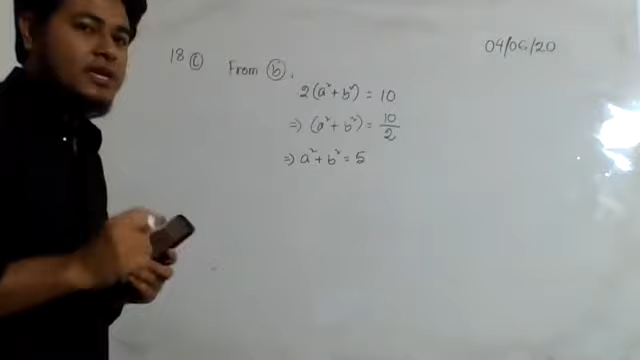 04/06/20
18 (c) From (b),
2(a² + b²) = 10
⇒ (a² + b²) = 10/2
⇒ a² + b² = 5